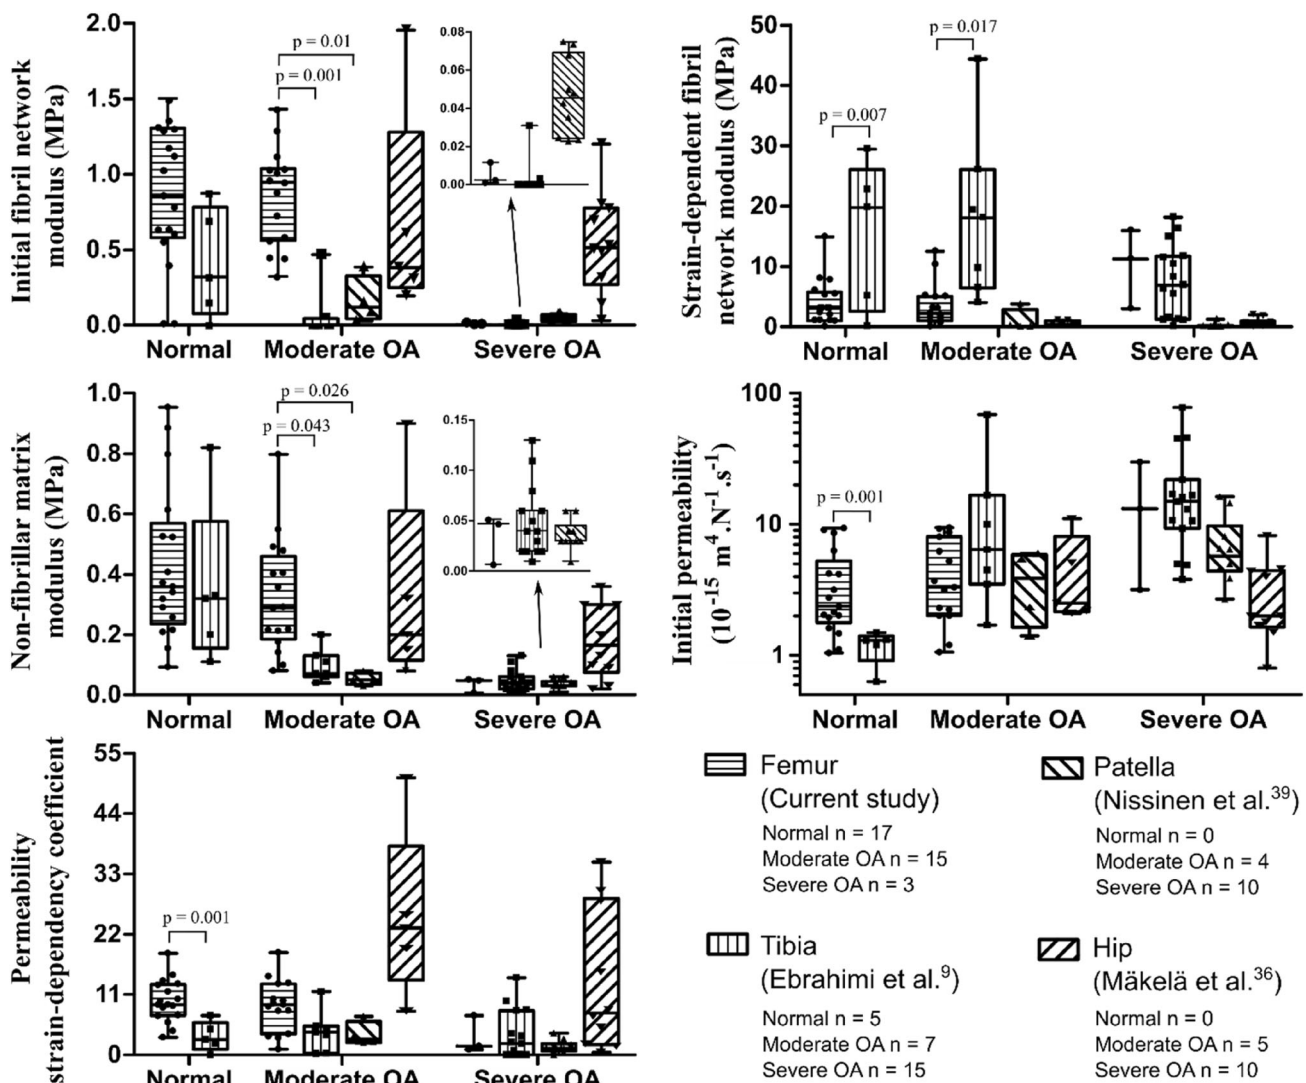 Initial fibril network
modulus (MPa)
2.0
1.5
1.0
0.5
0.0
p = 0.01
p = 0.001
0.08
0.06
0.04
0.02
0.00
Normal
Moderate OA
Severe OA
Strain-dependent fibril
network modulus (MPa)
50
40
30
20
10
0
p = 0.007
p = 0.017
Normal
Moderate OA
Severe OA
Non-fibrillar matrix
modulus (MPa)
1.0
0.8
0.6
0.4
0.2
0.0
p = 0.026
p = 0.043
0.15
0.10
0.05
0.00
Normal
Moderate OA
Severe OA
Initial permeability
(10⁻¹⁵ m⁴.N⁻¹.s⁻¹)
100
10
1
p = 0.001
Normal
Moderate OA
Severe OA
Permeability
strain-dependency coefficient
55
44
33
22
11
0
p = 0.001
Normal
Moderate OA
Severe OA
Femur
(Current study)
Normal n = 17
Moderate OA n = 15
Severe OA n = 3
Patella
(Nissinen et al.³⁹)
Normal n = 0
Moderate OA n = 4
Severe OA n = 10
Tibia
(Ebrahimi et al.⁹)
Normal n = 5
Moderate OA n = 7
Severe OA n = 15
Hip
(Mäkelä et al.³⁶)
Normal n = 0
Moderate OA n = 5
Severe OA n = 10